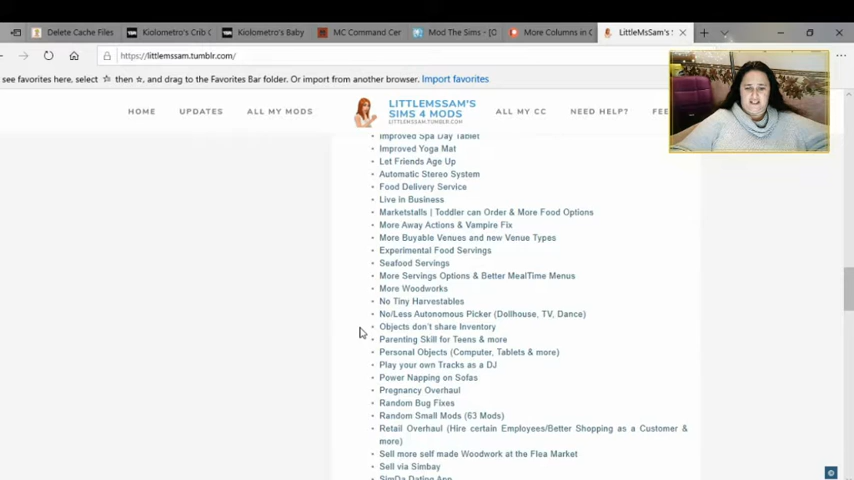 Delete Cache Files
Kiolometro's Crib C
Kiolometro's Baby
MC Command Cer
Mod The Sims - [O
More Columns in C
LittleMsSam's S
https://littlemssam.tumblr.com/
see favorites here, select ☆ then ☆, and drag to the Favorites Bar folder. Or import from another browser. Import favorites
HOME
UPDATES
ALL MY MODS
LITTLEMSSAM'S
SIMS 4 MODS
LITTLEMSSAM.TUMBLR.COM
ALL MY CC
NEED HELP?
FEE
Improved Spa Day Tablet
Improved Yoga Mat
Let Friends Age Up
Automatic Stereo System
Food Delivery Service
Live in Business
Marketstalls | Toddler can Order & More Food Options
More Away Actions & Vampire Fix
More Buyable Venues and new Venue Types
Experimental Food Servings
Seafood Servings
More Servings Options & Better MealTime Menus
More Woodworks
No Tiny Harvestables
No/Less Autonomous Picker (Dollhouse, TV, Dance)
Objects don't share Inventory
Parenting Skill for Teens & more
Personal Objects (Computer, Tablets & more)
Play your own Tracks as a DJ
Power Napping on Sofas
Pregnancy Overhaul
Random Bug Fixes
Random Small Mods (63 Mods)
Retail Overhaul (Hire certain Employees/Better Shopping as a Customer &
more)
Sell more self made Woodwork at the Flea Market
Sell via Simbay
SimDa Dating App